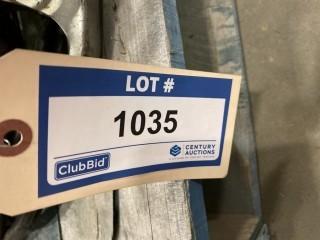 LOT #
1035
ClubBid
CENTURY
AUCTIONS